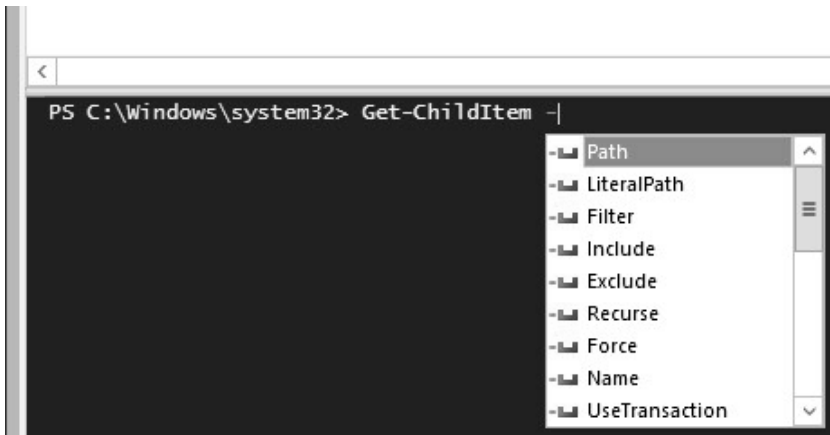 PS C:\Windows\system32> Get-ChildItem -
Path
LiteralPath
Filter
Include
Exclude
Recurse
Force
Name
UseTransaction